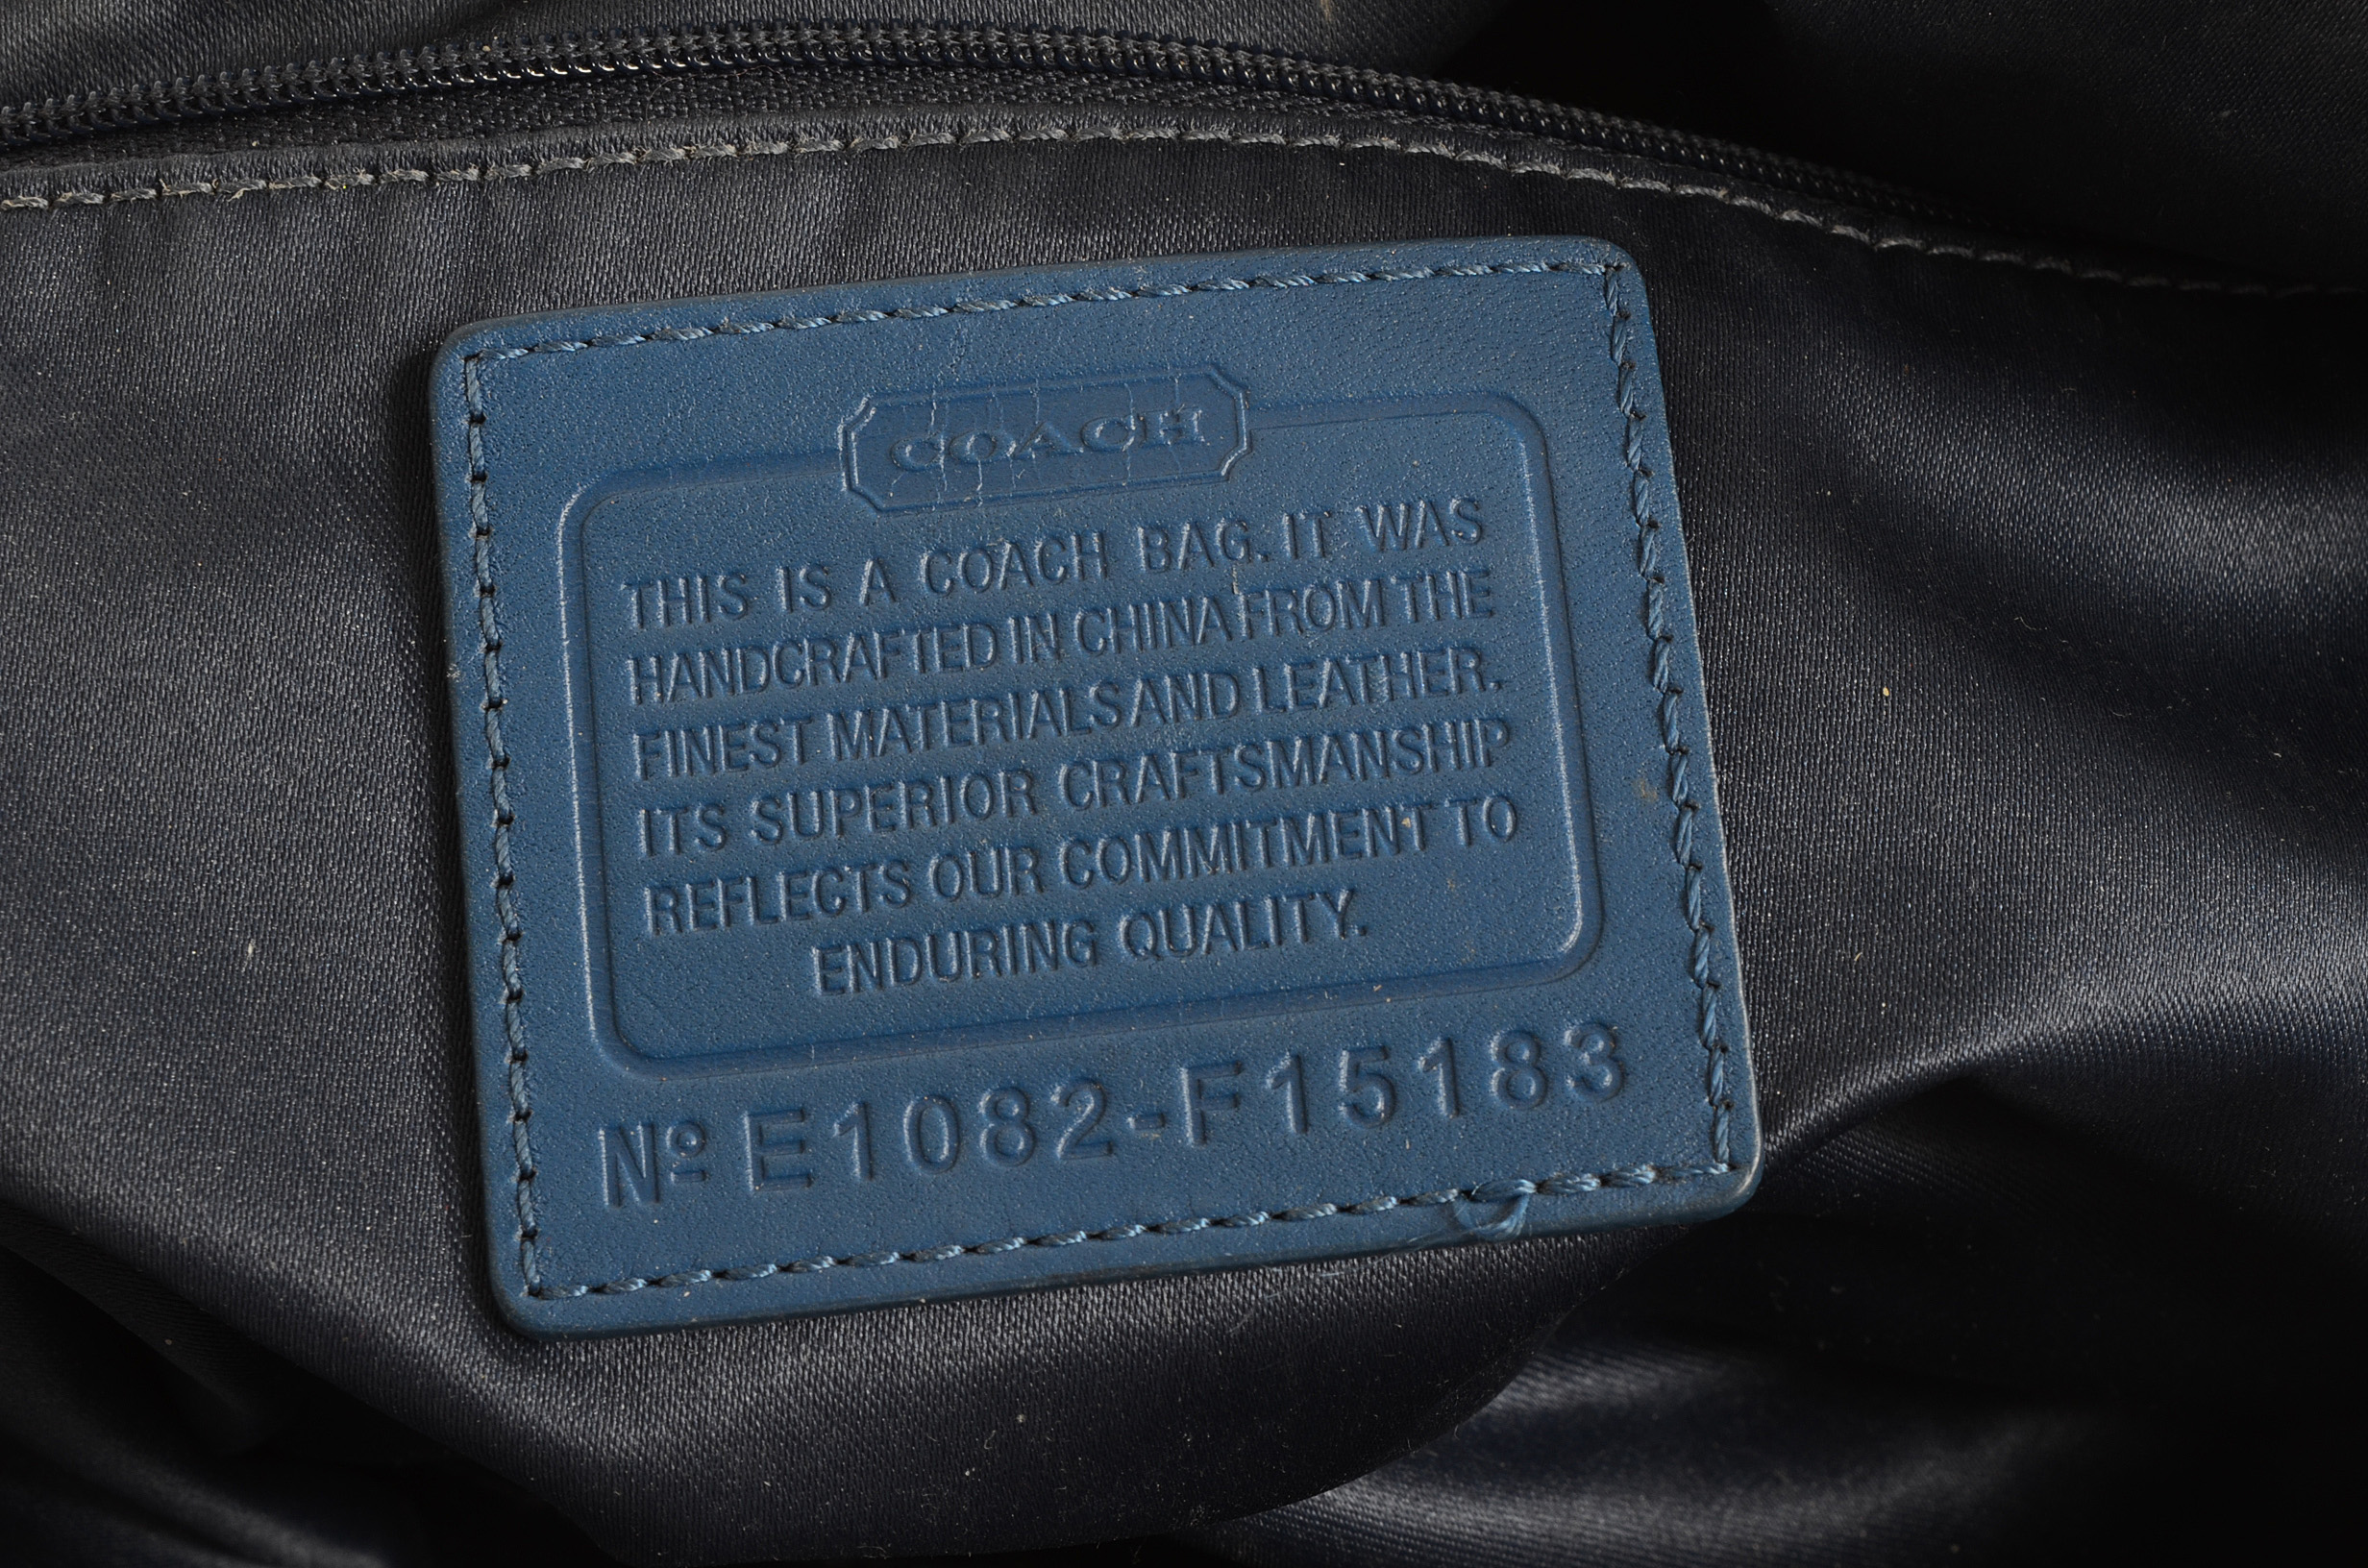 COACH
THIS IS A COACH BAG. IT WAS
HANDCRAFTED IN CHINA FROM THE
FINEST MATERIALS AND LEATHER.
ITS SUPERIOR CRAFTSMANSHIP
REFLECTS OUR COMMITMENT TO
ENDURING QUALITY.
Nº E1082-F15183